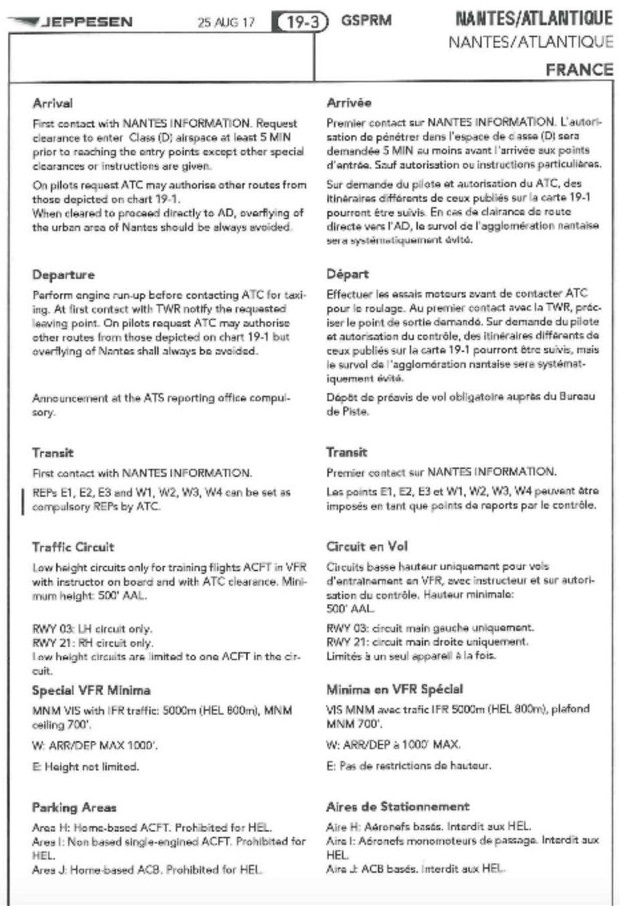 JEPPESEN 25 AUG 17 19-3 GSPRM NANTES/ATLANTIQUE
NANTES/ATLANTIQUE
FRANCE
Arrival
First contact with NANTES INFORMATION. Request
clearance to enter Class (D) airspace at least 5 MIN
prior to reaching the entry points except other special
clearances or instructions are given.
On pilots request ATC may authorise other routes from
those depicted on chart 19-1.
When cleared to proceed directly to AD, overflying of
the urban area of Nantes should be always avoided.
Departure
Perform engine run-up before contacting ATC for taxi-
ing. At first contact with TWR notify the requested
leaving point. On pilots request ATC may authorise
other routes from those depicted on chart 19-1 but
overflying of Nantes shall always be avoided.
Announcement at the ATS reporting office compul-
sory.
Transit
First contact with NANTES INFORMATION.
REPs E1, E2, E3 and W1, W2, W3, W4 can be set as
compulsory REPs by ATC.
Traffic Circuit
Low height circuits only for training flights ACFT in VFR
with instructor on board and with ATC clearance. Mini-
mum height: 500' AAL.
RWY 03: LH circuit only.
RWY 21: RH circuit only.
Low height circuits are limited to one ACFT in the cir-
cuit.
Special VFR Minima
MNM VIS with IFR traffic: 5000m (HEL 800m), MNM
ceiling 700'.
W: ARR/DEP MAX 1000'.
E: Height not limited.
Parking Areas
Area H: Home-based ACFT. Prohibited for HEL.
Area I: Non based single-engined ACFT. Prohibited for
HEL.
Area J: Home-based ACB. Prohibited for HEL.
Arrivée
Premier contact sur NANTES INFORMATION. L'autori-
sation de pénétrer dans l'espace de classe (D) sera
demandée 5 MIN au moins avant l'arrivée aux points
d'entrée. Sauf autorisation ou instructions particulières.
Sur demande du pilote et autorisation du ATC, des
itinéraires différents de ceux publiés sur la carte 19-1
pourront être suivis. En cas de clairance de route
directe vers l'AD, le survol de l'agglomération nantaise
sera systématiquement évité.
Départ
Effectuer les essais moteurs avant de contacter ATC
pour le roulage. Au premier contact avec la TWR, préc-
iser le point de sortie demandé. Sur demande du pilote
et autorisation du contrôle, des itinéraires différents de
ceux publiés sur la carte 19-1 pourront être suivis, mais
le survol de l'agglomération nantaise sera systémat-
iquement évité.
Dépôt de préavis de vol obligatoire auprès du Bureau
de Piste.
Transit
Premier contact sur NANTES INFORMATION.
Les points E1, E2, E3 et W1, W2, W3, W4 peuvent être
imposés en tant que points de reports par le contrôle.
Circuit en Vol
Circuits basse hauteur uniquement pour vols
d'entraînement en VFR, avec instructeur et sur autori-
sation du contrôle. Hauteur minimale:
500' AAL.
RWY 03: circuit main gauche uniquement.
RWY 21: circuit main droite uniquement.
Limités à un seul appareil à la fois.
Minima en VFR Spécial
VIS MNM avec trafic IFR 5000m (HEL 800m), plafond
MNM 700'.
W: ARR/DEP à 1000' MAX.
E: Pas de restrictions de hauteur.
Aires de Stationnement
Aire H: Aéronefs basés. Interdit aux HEL.
Aire I: Aéronefs monomoteurs de passage. Interdit aux
HEL.
Aire J: ACB basés. Interdit aux HEL.